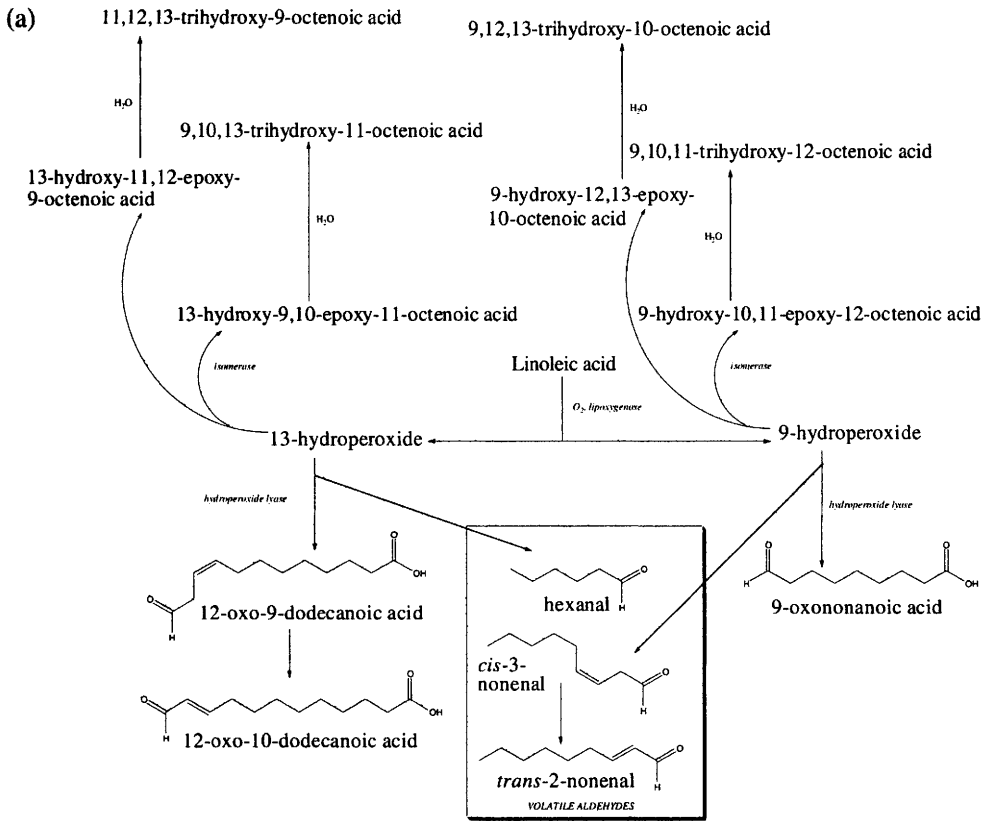 (a)
11,12,13-trihydroxy-9-octenoic acid
9,12,13-trihydroxy-10-octenoic acid
H2O
H2O
9,10,13-trihydroxy-11-octenoic acid
9,10,11-trihydroxy-12-octenoic acid
13-hydroxy-11,12-epoxy-
9-octenoic acid
9-hydroxy-12,13-epoxy-
10-octenoic acid
H2O
H2O
13-hydroxy-9,10-epoxy-11-octenoic acid
9-hydroxy-10,11-epoxy-12-octenoic acid
isomerase
Linoleic acid
isomerase
O2, lipoxygenase
13-hydroperoxide
9-hydroperoxide
hydroperoxide lyase
hydroperoxide lyase
O
OH
O
H
12-oxo-9-dodecanoic acid
O
H
hexanal
O
H
O
OH
9-oxononanoic acid
cis-3-
nonenal
O
H
O
H
O
OH
12-oxo-10-dodecanoic acid
O
H
trans-2-nonenal
VOLATILE ALDEHYDES